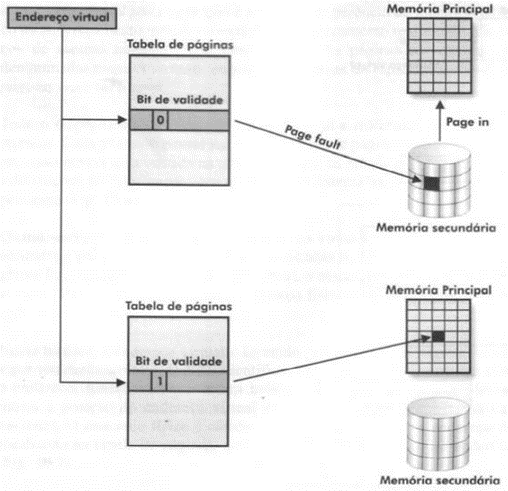 Endereço virtual
Memória Principal
Tabela de páginas
Bit de validade
0
Page fault
Page in
Memória secundária
Tabela de páginas
Memória Principal
Bit de validade
1
Memória secundária